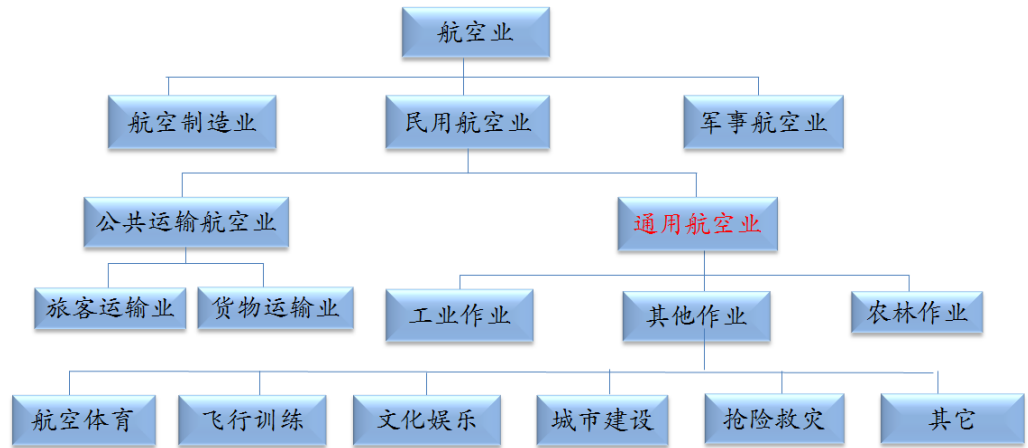 航空业
航空制造业
民用航空业
军事航空业
公共运输航空业
通用航空业
旅客运输业
货物运输业
工业作业
其他作业
农林作业
航空体育
飞行训练
文化娱乐
城市建设
抢险救灾
其它